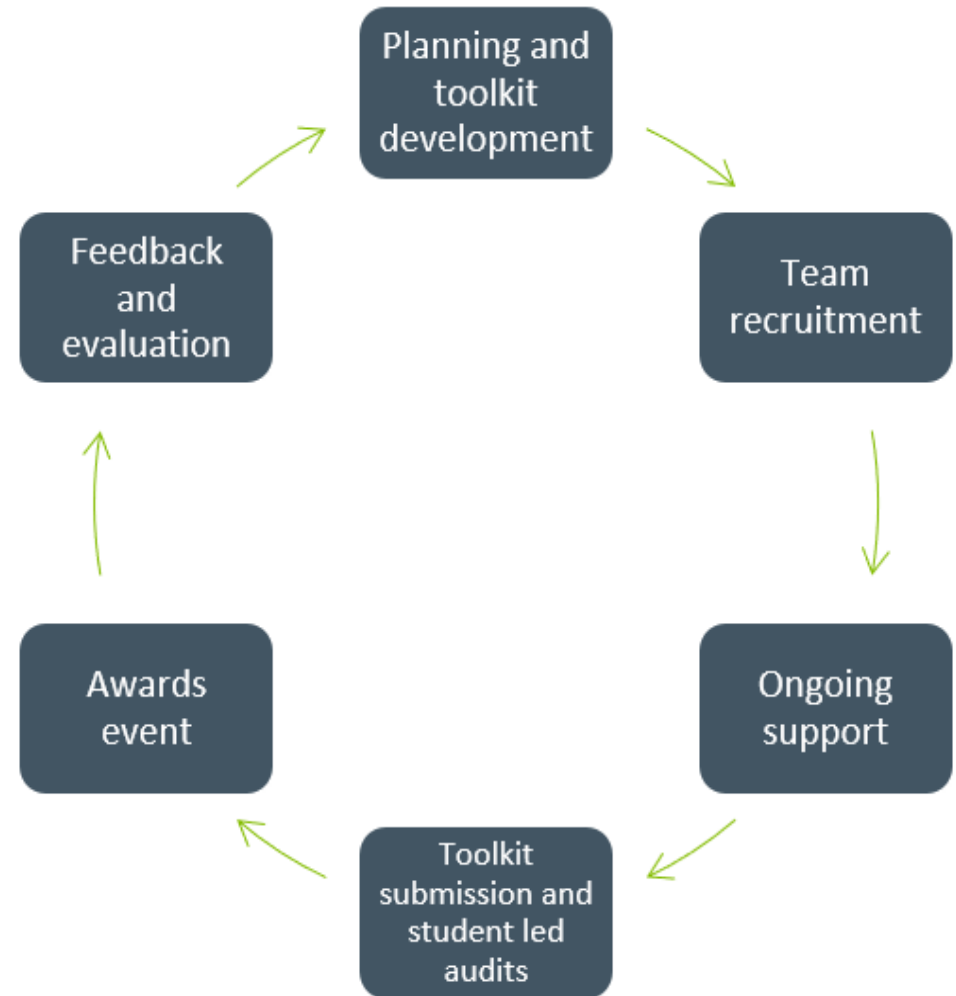 Planning and
toolkit
development
Team
recruitment
Ongoing
support
Toolkit
submission and
student led
audits
Awards
event
Feedback
and
evaluation